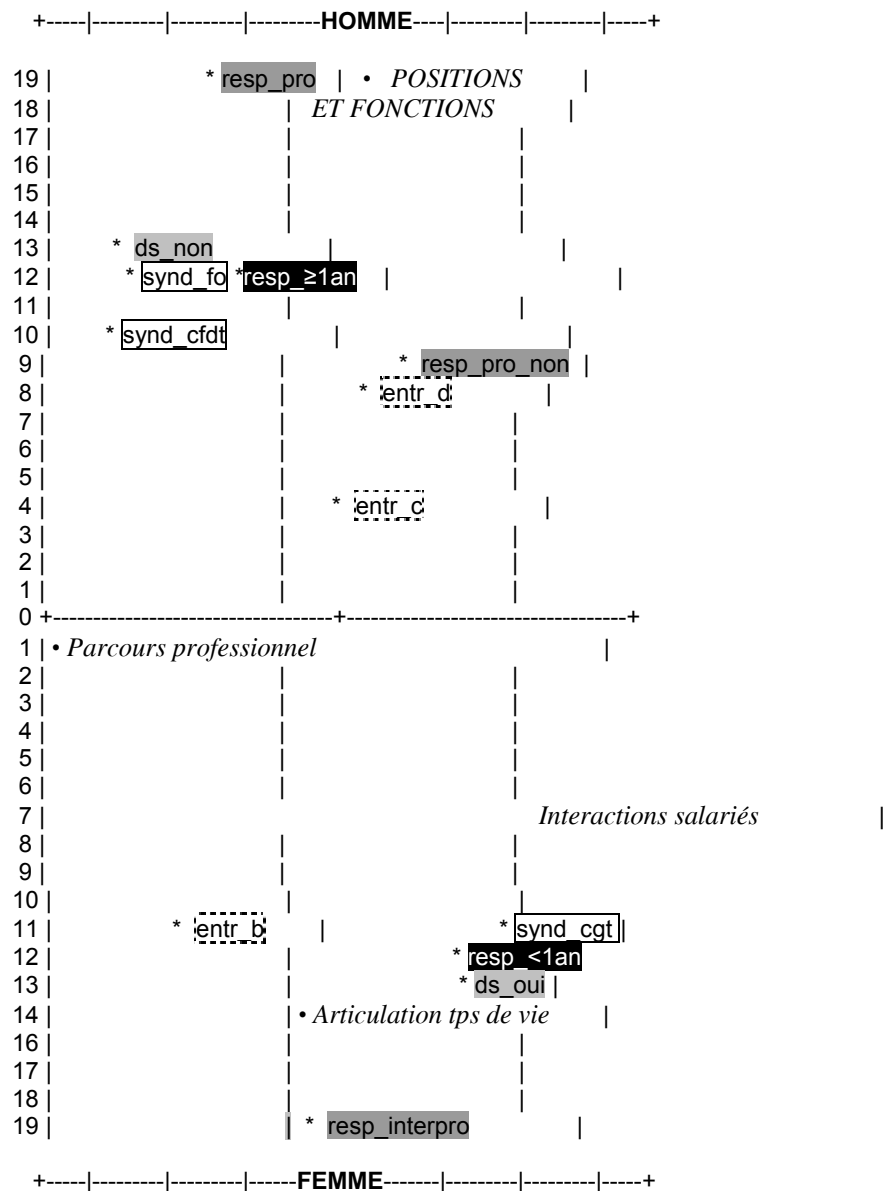 +-----|---------|---------|---------HOMME----|---------|---------|-----+
19 | * resp_pro | • POSITIONS |
18 | | ET FONCTIONS |
17 | | |
16 | | |
15 | | |
14 | | |
13 | * ds_non | |
12 | * synd_fo *resp_≥1an | |
11 | | |
10 | * synd_cfdt | |
9 | | * resp_pro_non |
8 | | * entr_d |
7 | | |
6 | | |
5 | | |
4 | | * entr_c |
3 | | |
2 | | |
1 | | |
0 +-----------------------------------+-----------------------------------+
1 | • Parcours professionnel |
2 | | |
3 | | |
4 | | |
5 | | |
6 | | |
7 | Interactions salariés |
8 | | |
9 | | |
10 | | |
11 | * entr_b | * synd_cgt |
12 | | * resp_<1an
13 | | * ds_oui |
14 | | • Articulation tps de vie |
16 | | |
17 | | |
18 | | |
19 | | * resp_interpro |
+-----|---------|---------|------FEMME-------|---------|---------|-----+